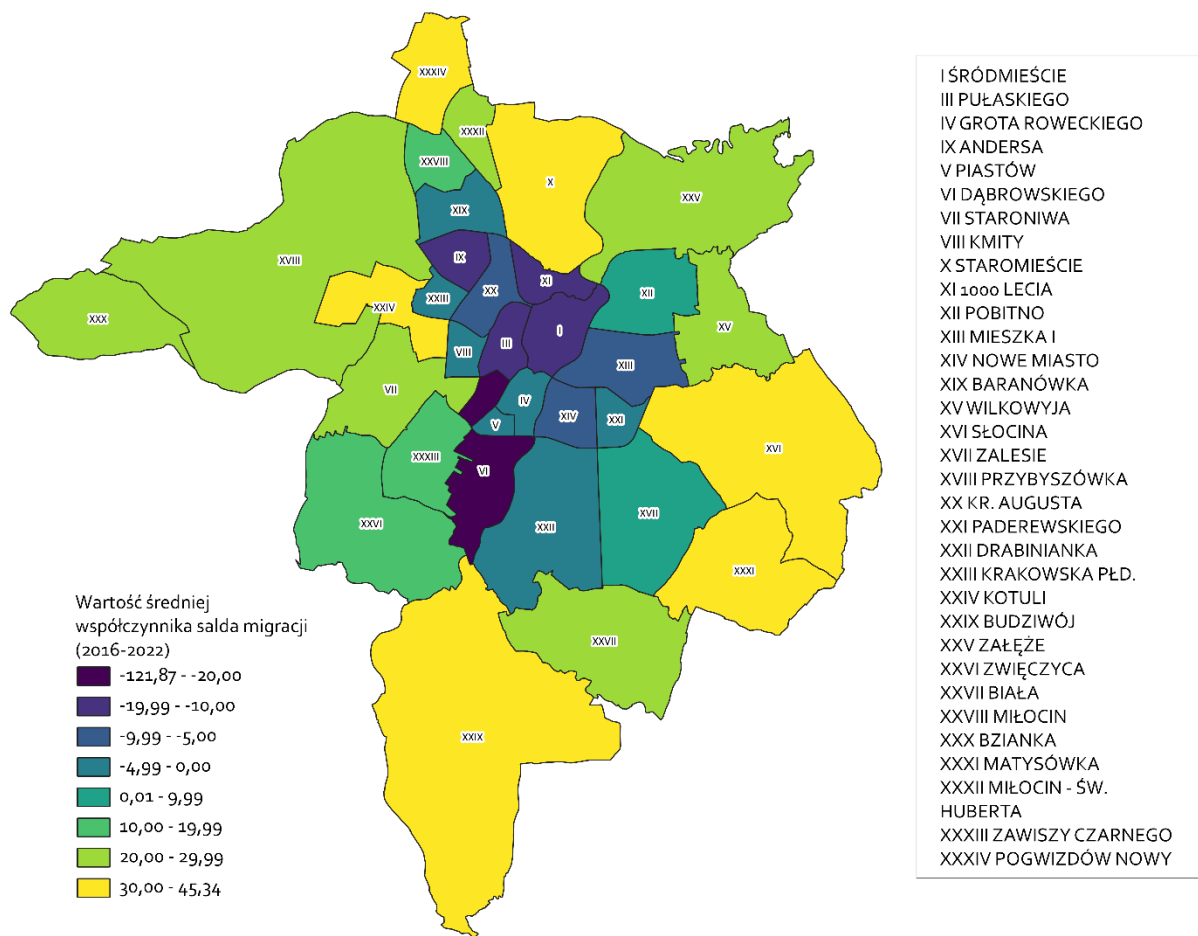 XXXIV
XXXII
XXVIII
X
XXV
XIX
IX
XI
XVIII
XX
XII
XXIII
XXIV
XXX
I
XV
III
VIII
XIII
VII
IV
XIV
XXI
V
XVI
XXXIII
VI
XXII
XVII
XXVI
XXXI
XXVII
XXIX
Wartość średniej
współczynnika salda migracji
(2016-2022)
-121,87 - -20,00
-19,99 - -10,00
-9,99 - -5,00
-4,99 - 0,00
0,01 - 9,99
10,00 - 19,99
20,00 - 29,99
30,00 - 45,34
I ŚRÓDMIEŚCIE
III PUŁASKIEGO
IV GROTA ROWECKIEGO
IX ANDERSA
V PIASTÓW
VI DĄBROWSKIEGO
VII STARONIWA
VIII KMITY
X STAROMIEŚCIE
XI 1000 LECIA
XII POBITNO
XIII MIESZKA I
XIV NOWE MIASTO
XIX BARANÓWKA
XV WILKOWYJA
XVI SŁOCINA
XVII ZALESIE
XVIII PRZYBYSZÓWKA
XX KR. AUGUSTA
XXI PADEREWSKIEGO
XXII DRABINIANKA
XXIII KRAKOWSKA PŁD.
XXIV KOTULI
XXIX BUDZIWÓJ
XXV ZAŁĘŻE
XXVI ZWIĘCZYCA
XXVII BIAŁA
XXVIII MIŁOCIN
XXX BZIANKA
XXXI MATYSÓWKA
XXXII MIŁOCIN - ŚW.
HUBERTA
XXXIII ZAWISZY CZARNEGO
XXXIV POGWIZDÓW NOWY